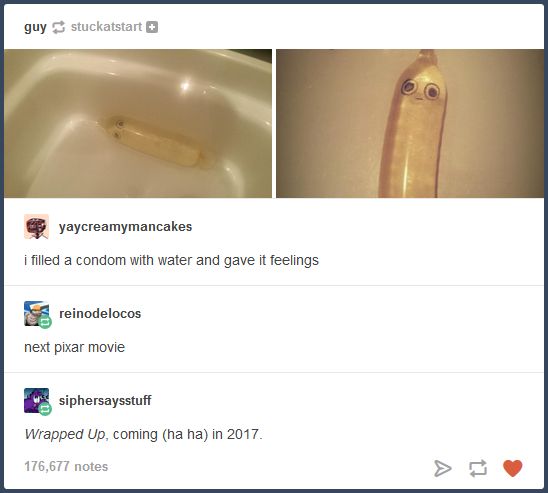 guy stuckatstart
yaycreamymancakes
i filled a condom with water and gave it feelings
reinodelocos
next pixar movie
siphersaysstuff
Wrapped Up, coming (ha ha) in 2017.
176,677 notes